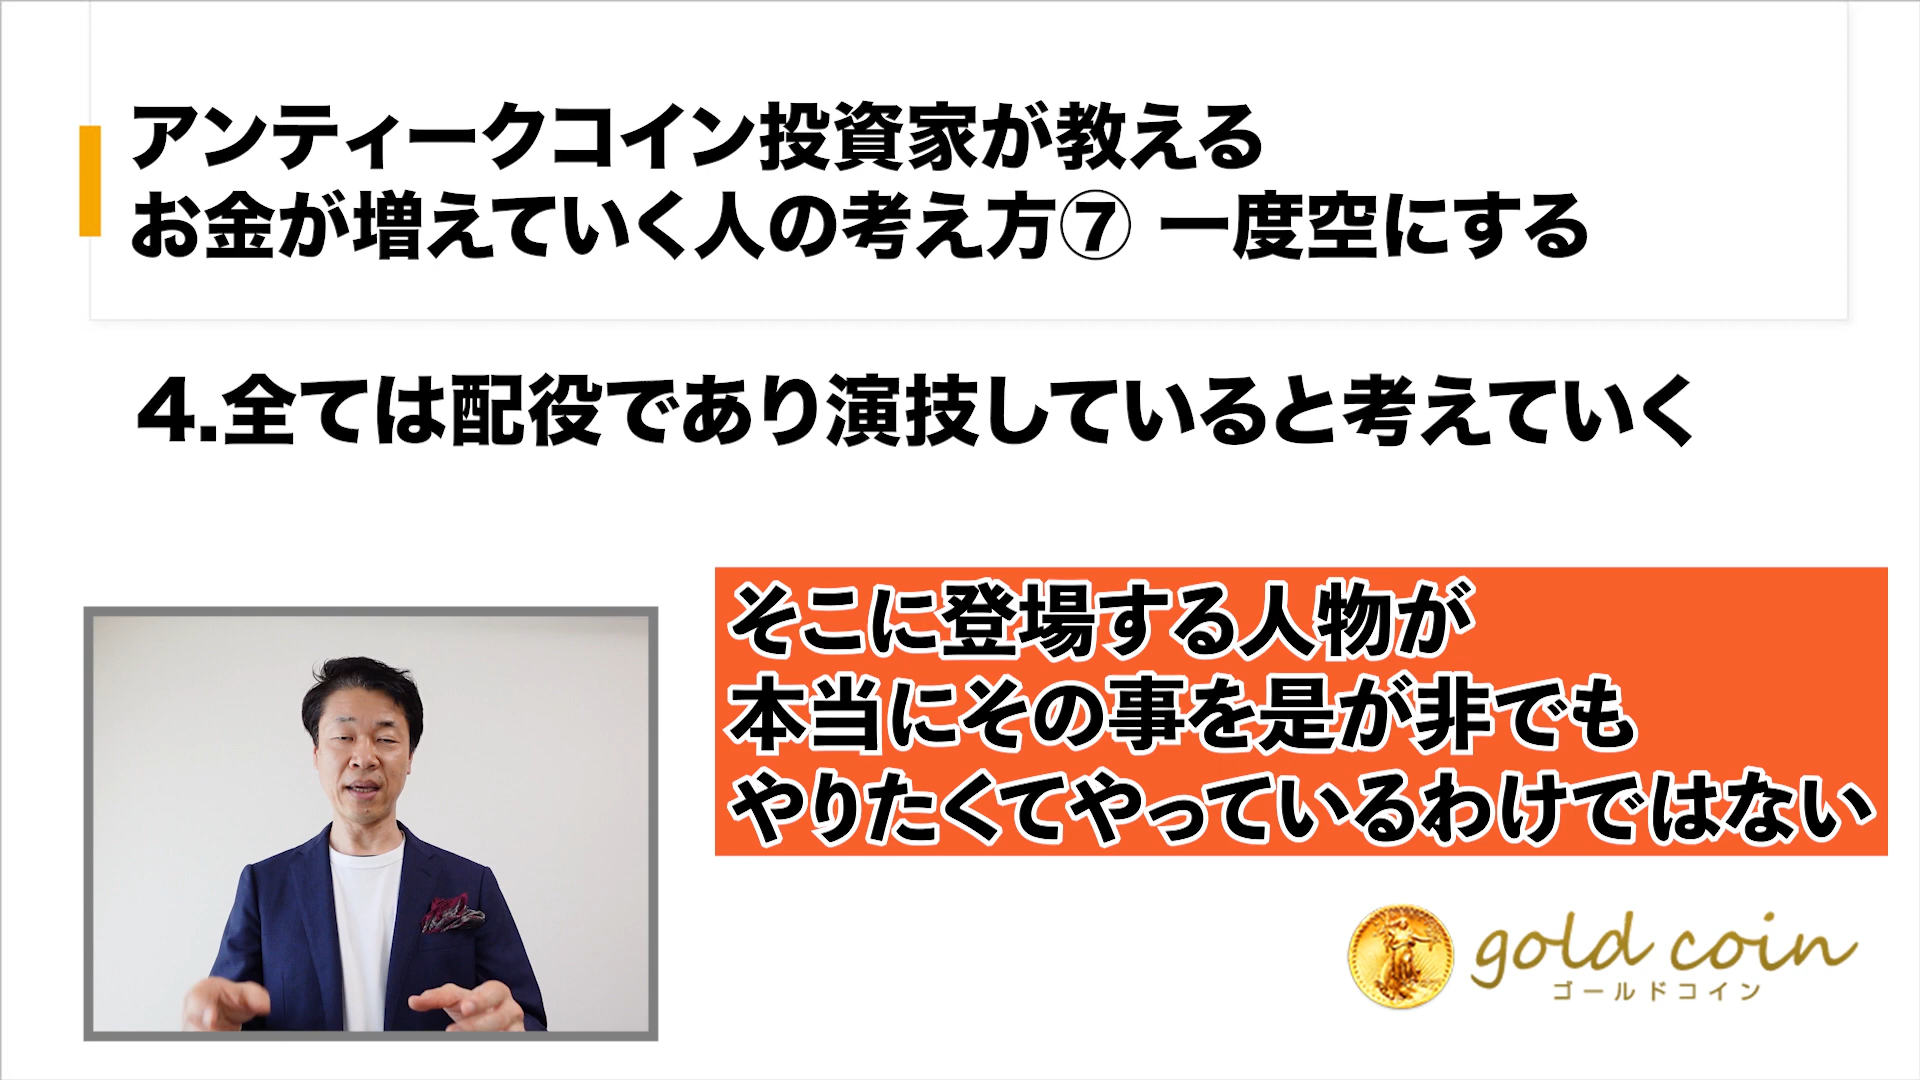 アンティークコイン投資家が教える
お金が増えていく人の考え方⑦ 一度空にする
4.全ては配役であり演技していると考えていく
そこに登場する人物が
本当にその事を是が非でも
やりたくてやっているわけではない
gold coin
ゴールドコイン